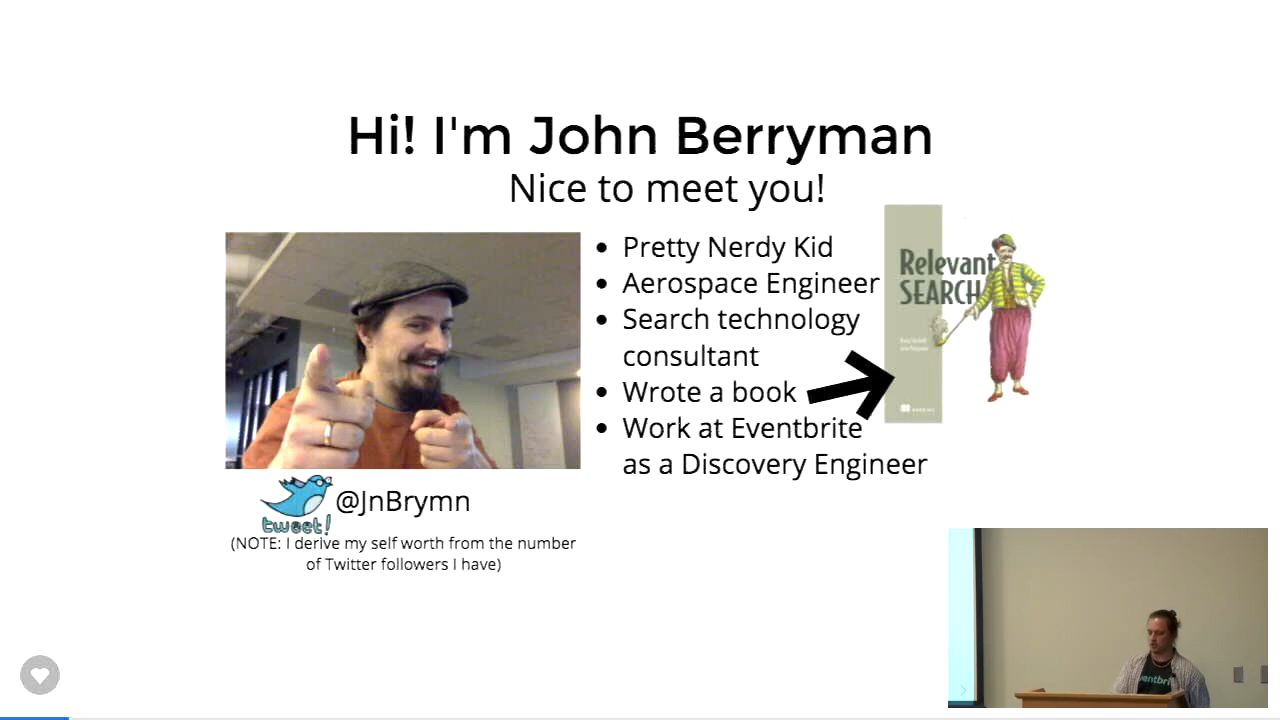 Hi! I'm John Berryman
Nice to meet you!
Pretty Nerdy Kid
Aerospace Engineer
Search technology
consultant
Wrote a book
Work at Eventbrite
as a Discovery Engineer
Relevant
SEARCH
tweet!
@JnBrymn
(NOTE: I derive my self worth from the number
of Twitter followers I have)